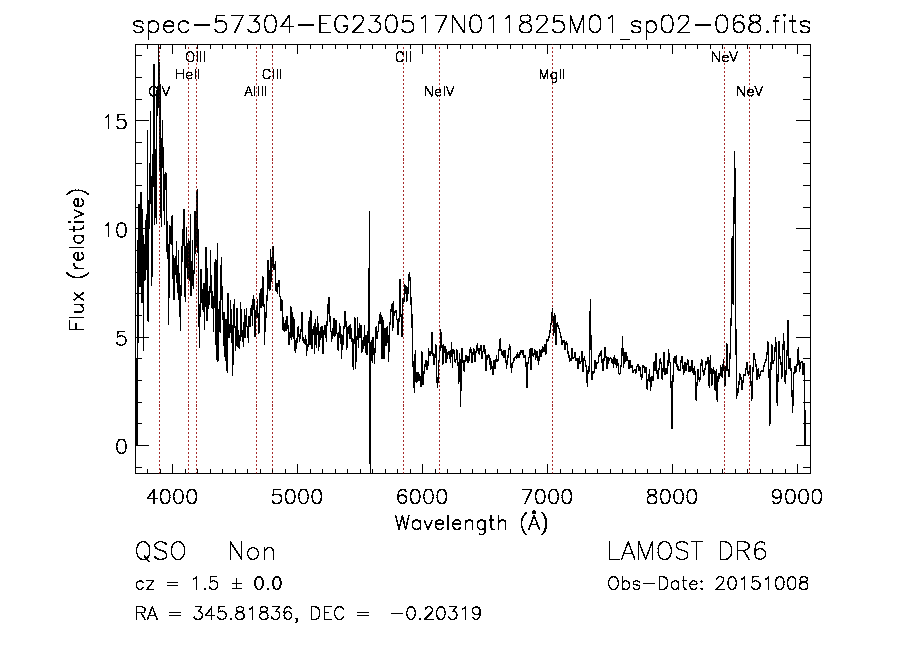 spec-57304-EG230517N011825M01_sp02-068.fits
OIII CII NeV
HeII CIII MgII
CIV AlIII NeIV NeV
15
10
5
0
Flux (relative)
4000 5000 6000 7000 8000 9000
Wavelength (Å)
QSO Non LAMOST DR6
cz = 1.5 ± 0.0 Obs-Date: 20151008
RA = 345.81836, DEC = -0.20319